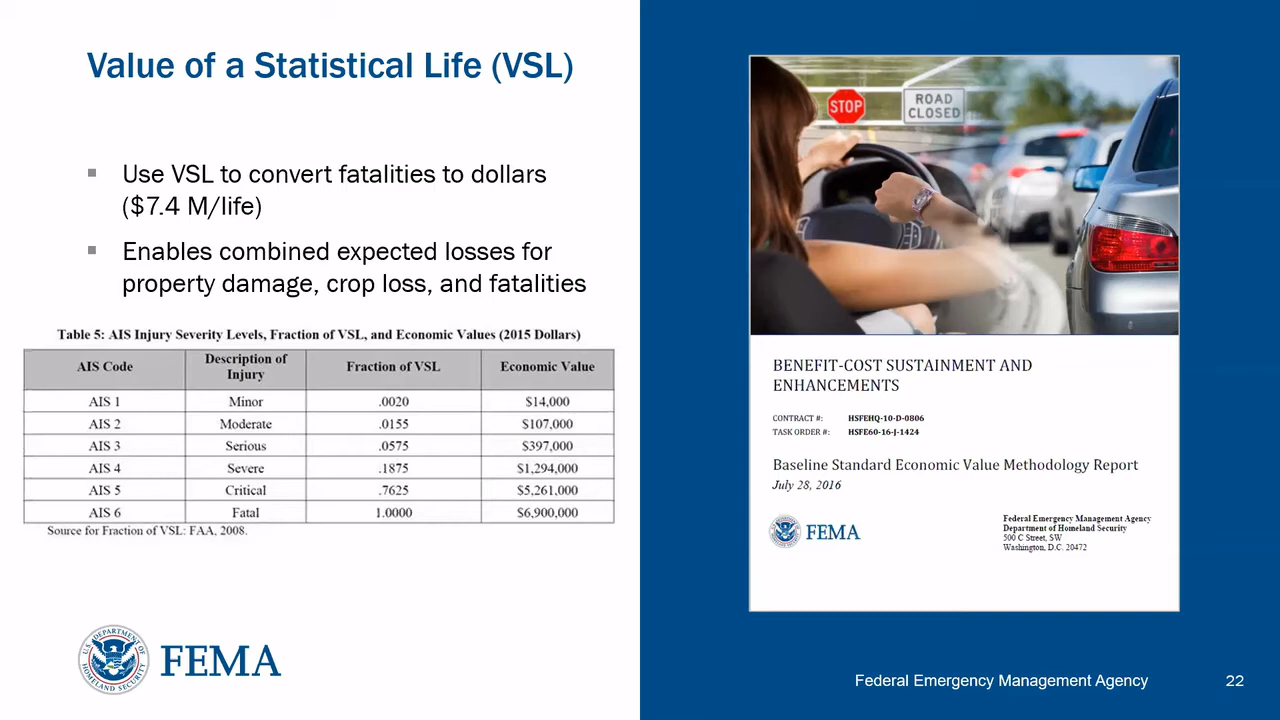 Value of a Statistical Life (VSL)
▪ Use VSL to convert fatalities to dollars
($7.4 M/life)
▪ Enables combined expected losses for
property damage, crop loss, and fatalities
Table 5: AIS Injury Severity Levels, Fraction of VSL, and Economic Values (2015 Dollars)
AIS Code Description of Injury Fraction of VSL Economic Value
AIS 1 Minor .0020 $14,000
AIS 2 Moderate .0155 $107,000
AIS 3 Serious .0575 $397,000
AIS 4 Severe .1875 $1,294,000
AIS 5 Critical .7625 $5,261,000
AIS 6 Fatal 1.0000 $6,900,000
Source for Fraction of VSL: FAA, 2008.
U.S. DEPARTMENT OF HOMELAND SECURITY
FEMA
STOP
ROAD
CLOSED
BENEFIT-COST SUSTAINMENT AND
ENHANCEMENTS
CONTRACT #: HSFEHQ-10-D-0806
TASK ORDER #: HSFE60-16-J-1424
Baseline Standard Economic Value Methodology Report
July 28, 2016
FEMA
Federal Emergency Management Agency
Department of Homeland Security
500 C Street, SW
Washington, D.C. 20472
Federal Emergency Management Agency
22